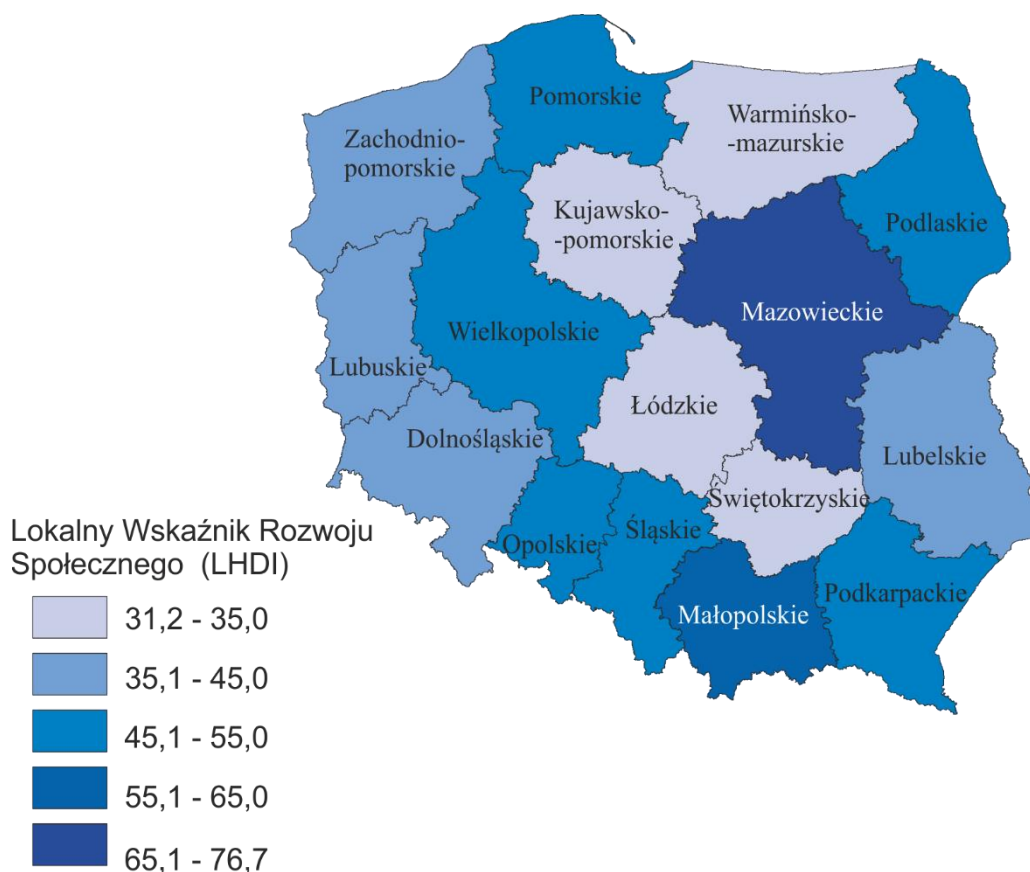 Pomorskie
Warmińsko-
-mazurskie
Zachodnio-
pomorskie
Kujawsko-
-pomorskie
Podlaskie
Mazowieckie
Wielkopolskie
Lubuskie
Łódzkie
Dolnośląskie
Lubelskie
Świętokrzyskie
Śląskie
Opolskie
Podkarpackie
Małopolskie
Lokalny Wskaźnik Rozwoju
Społecznego (LHDI)
31,2 - 35,0
35,1 - 45,0
45,1 - 55,0
55,1 - 65,0
65,1 - 76,7